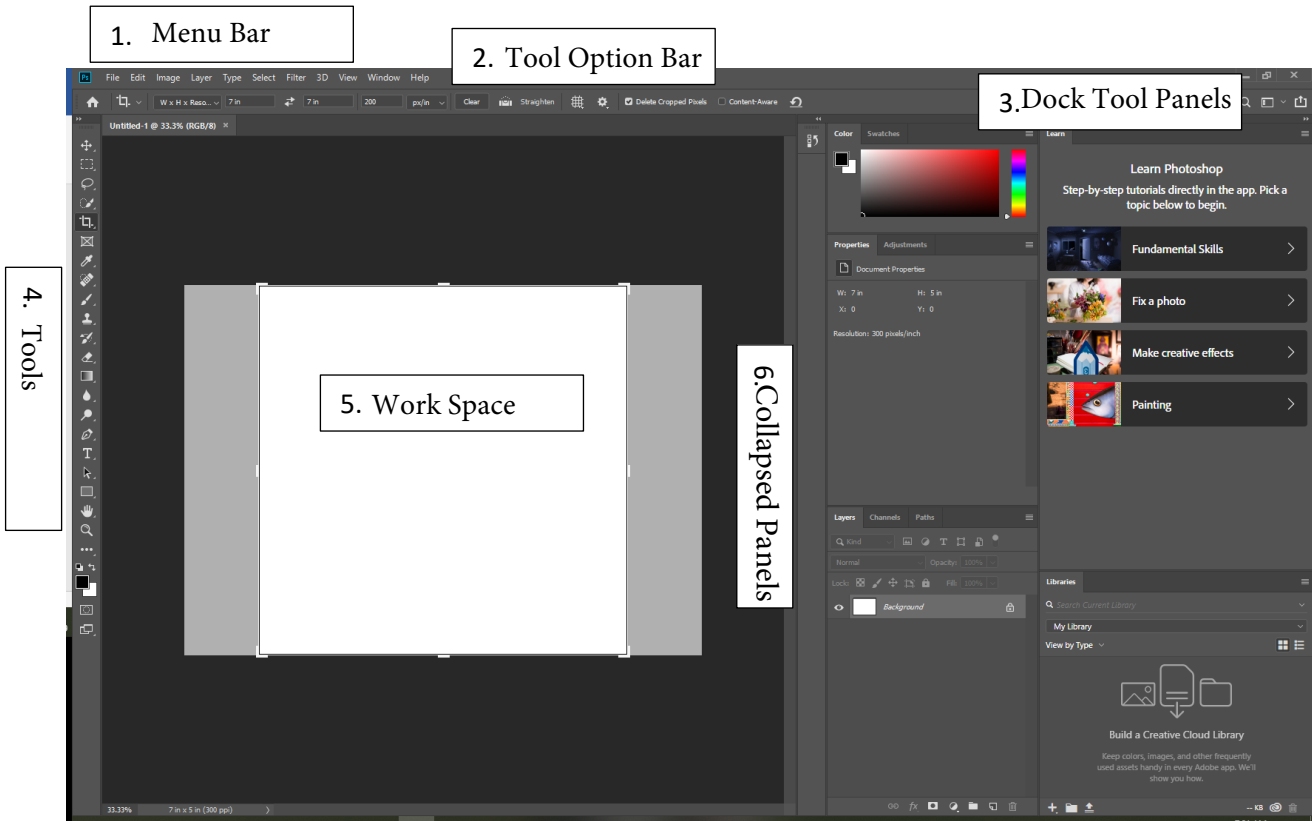 1. Menu Bar
2. Tool Option Bar
3.Dock Tool Panels
4. Tools
5. Work Space
6.Collapsed Panels
Ps File Edit Image Layer Type Select Filter 3D View Window Help
W x H x Reso... 7 in 7 in 200 px/in Clear Straighten Delete Cropped Pixels Content-Aware
Untitled-1 @ 33.3% (RGB/8) ×
Color Swatches
Properties Adjustments
Document Properties
W: 7 in H: 5 in
X: 0 Y: 0
Resolution: 300 pixels/inch
Layers Channels Paths
Kind
Normal Opacity: 100%
Lock: Fill: 100%
Background
Learn
Learn Photoshop
Step-by-step tutorials directly in the app. Pick a
topic below to begin.
Fundamental Skills
Fix a photo
Make creative effects
Painting
Libraries
Search Current Library
My Library
View by Type
Build a Creative Cloud Library
Keep colors, images, and other frequently
used assets handy in every Adobe app. We'll
show you how.
-- KB
33.33% 7 in x 5 in (300 ppi)